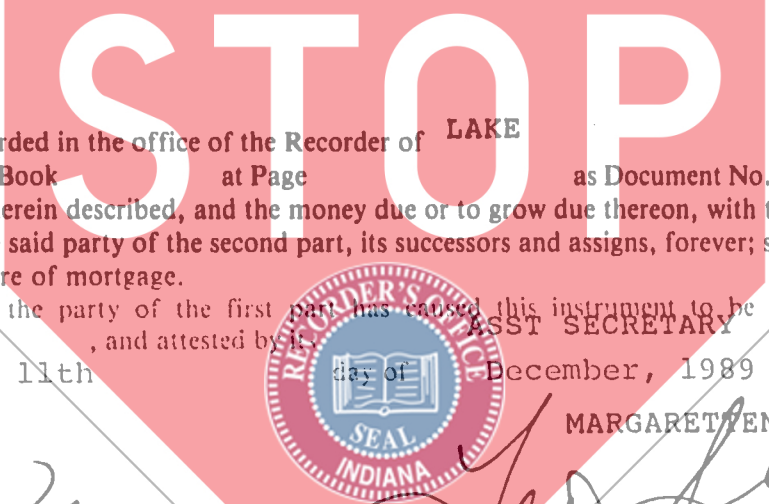 STOP
rded in the office of the Recorder of LAKE
Book at Page as Document No.
erein described, and the money due or to grow due thereon, with
said party of the second part, its successors and assigns, forever;
re of mortgage.
the party of the first part has caused this instrument to be
, and attested by its ASST SECRETARY
11th day of December, 1989
MARGARETTEN
RECORDER'S OFFICE
SEAL
INDIANA